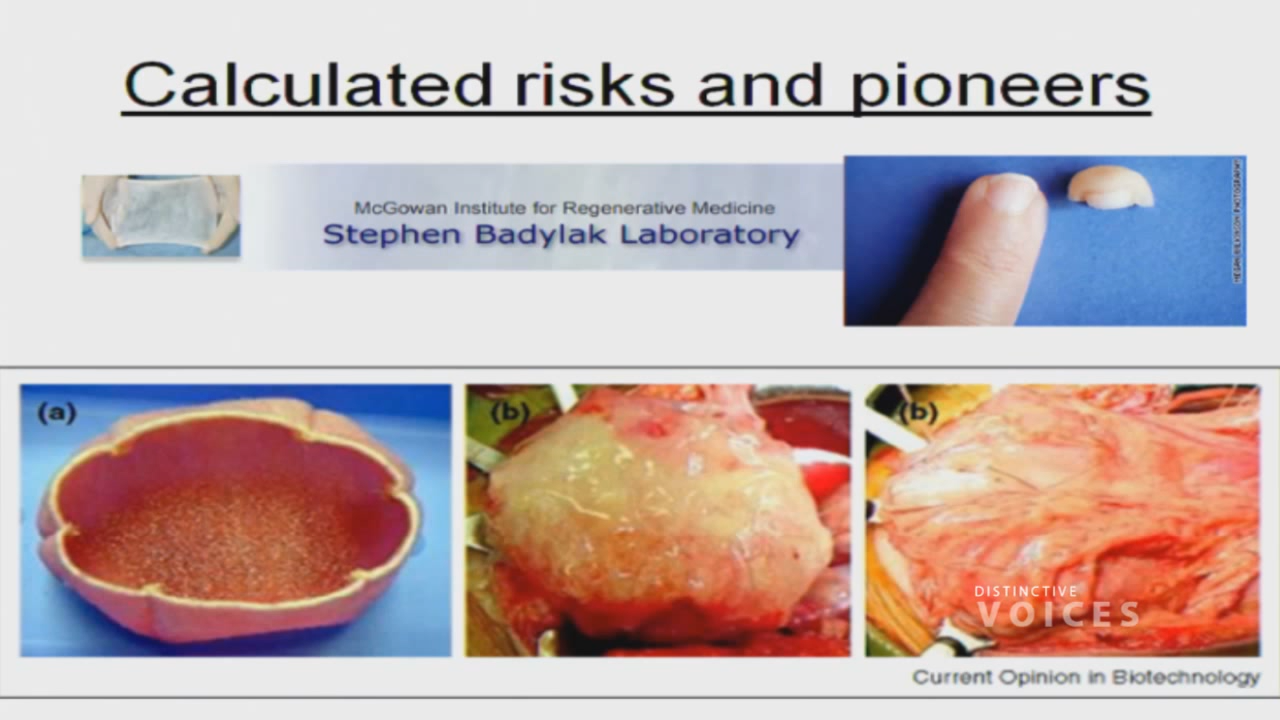 Calculated risks and pioneers
McGowan Institute for Regenerative Medicine
Stephen Badylak Laboratory
(a)
(b)
(b)
DISTINCTIVE
VOICES
Current Opinion in Biotechnology